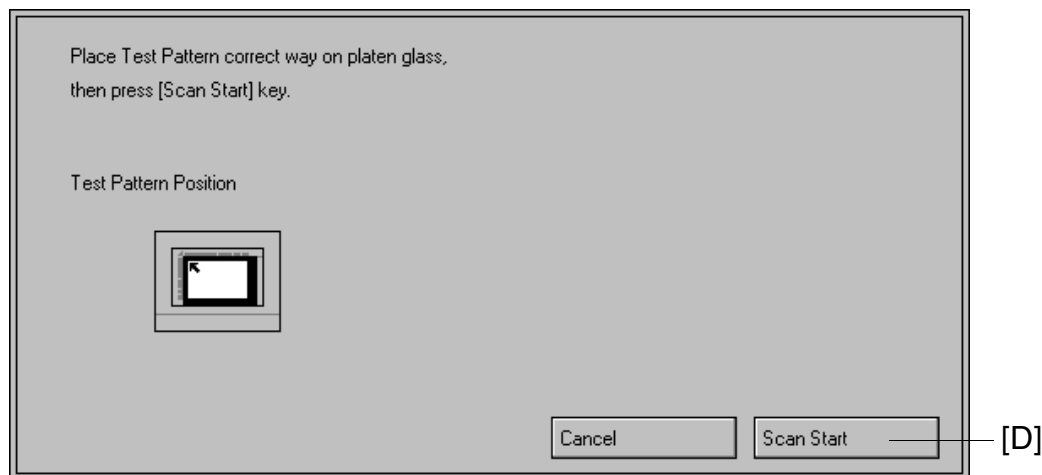 Place Test Pattern correct way on platen glass,
then press [Scan Start] key.
Test Pattern Position
Cancel
Scan Start
[D]